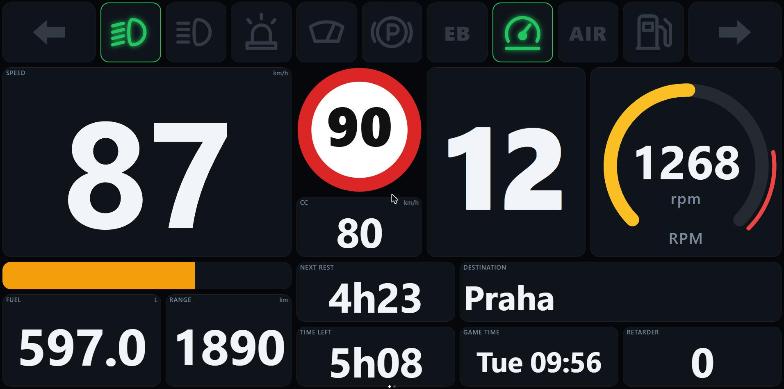 EB
AIR
SPEED
km/h
87
90
CC
km/h
80
12
1268
rpm
RPM
FUEL
L
597.0
RANGE
km
1890
NEXT REST
4h23
DESTINATION
Praha
TIME LEFT
5h08
GAME TIME
Tue 09:56
RETARDER
0